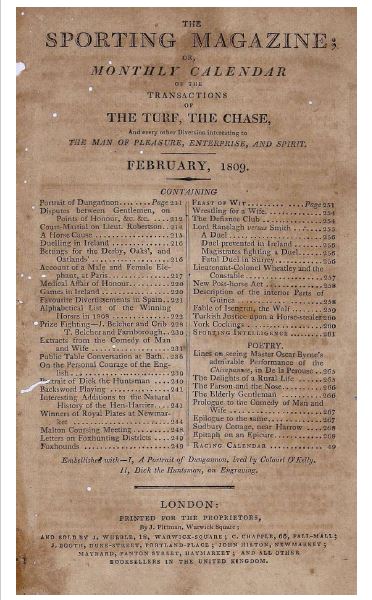 THE
SPORTING MAGAZINE;
OR,
MONTHLY CALENDAR
OF THE
TRANSACTIONS
OF
THE TURF, THE CHASE,
And every other Diversion interesting to
THE MAN OF PLEASURE, ENTERPRISE, AND SPIRIT.
FEBRUARY, 1809.
CONTAINING
Portrait of Dungannon Page 211
Disputes between Gentlemen, on
Points of Honour, &c. &c. 212
Court-Martial on Lieut. Robertson 214
A Horse Cause 215
Duelling in Ireland 216
Bettings for the Derby, Oaks', and
Oatlands' 216
Account of a Male and Female Ele-
phant, at Paris 217
Medical Affair of Honour 220
Games in Ireland 220
Favourite Divertisements in Spain 221
Alphabetical List of the Winning
Horses in 1808 222
Prize Fighting—J. Belcher and Crib 228
T. Belcher and Farnborough 230
Extracts from the Comedy of Man
and Wife 231
Public Table Conversation at Bath 236
On the Personal Courage of the Eng-
lish 239
Portrait of Dick the Huntsman 240
Backsword Playing 241
Interesting Additions to the Natural
History of the Hen-Harrier 241
Winners of Royal Plates at Newmar-
ket 244
Malton Coursing Meeting 248
Letters on Foxhunting Districts 249
Foxhounds 249
FEAST OF WIT Page 251
Wrestling for a Wife 254
The Defiance Club 254
Lord Ranelagh versus Smith 255
A Duel 256
Duel prevented in Ireland 256
Magistrates fighting a Duel 256
Fatal Duel in Surrey 256
Lieutenant-Colonel Wheatley and the
Constable 257
New Post-horse Act 258
Description of the interior Parts of
Guinea 258
Fable of Isengrin, the Wolf 259
Turkish Justice upon a Horse-stealer 260
York Cockings 260
SPORTING INTELLIGENCE 261
POETRY.
Lines on seeing Master Oscar Byrne's
admirable Performance of the
Chimpanzee, in De la Perouse 265
The Delights of a Rural Life 265
The Parson and the Nose 266
The Elderly Gentleman 266
Prologue to the Comedy of Man and
Wife 267
Epilogue to the same 267
Sodbury Cottage, near Harrow 268
Epitaph on an Epicure 268
RACING CALENDAR 49
Embellished with—I, A Portrait of Dungannon, bred by Colonel O'Kelly.
II, Dick the Huntsman, an Engraving.
LONDON:
PRINTED FOR THE PROPRIETORS,
By J. Pittman, Warwick Square;
AND SOLD BY J. WHEBLE, 18, WARWICK-SQUARE; C. CHAPPLE, 66, PALL-MALL;
J. BOOTH, DUKE-STREET, PORTLAND-PLACE; JOHN HILTON, NEWMARKET;
MAYNARD, PANTON STREET, HAYMARKET; AND ALL OTHER
BOOKSELLERS IN THE UNITED KINGDOM.